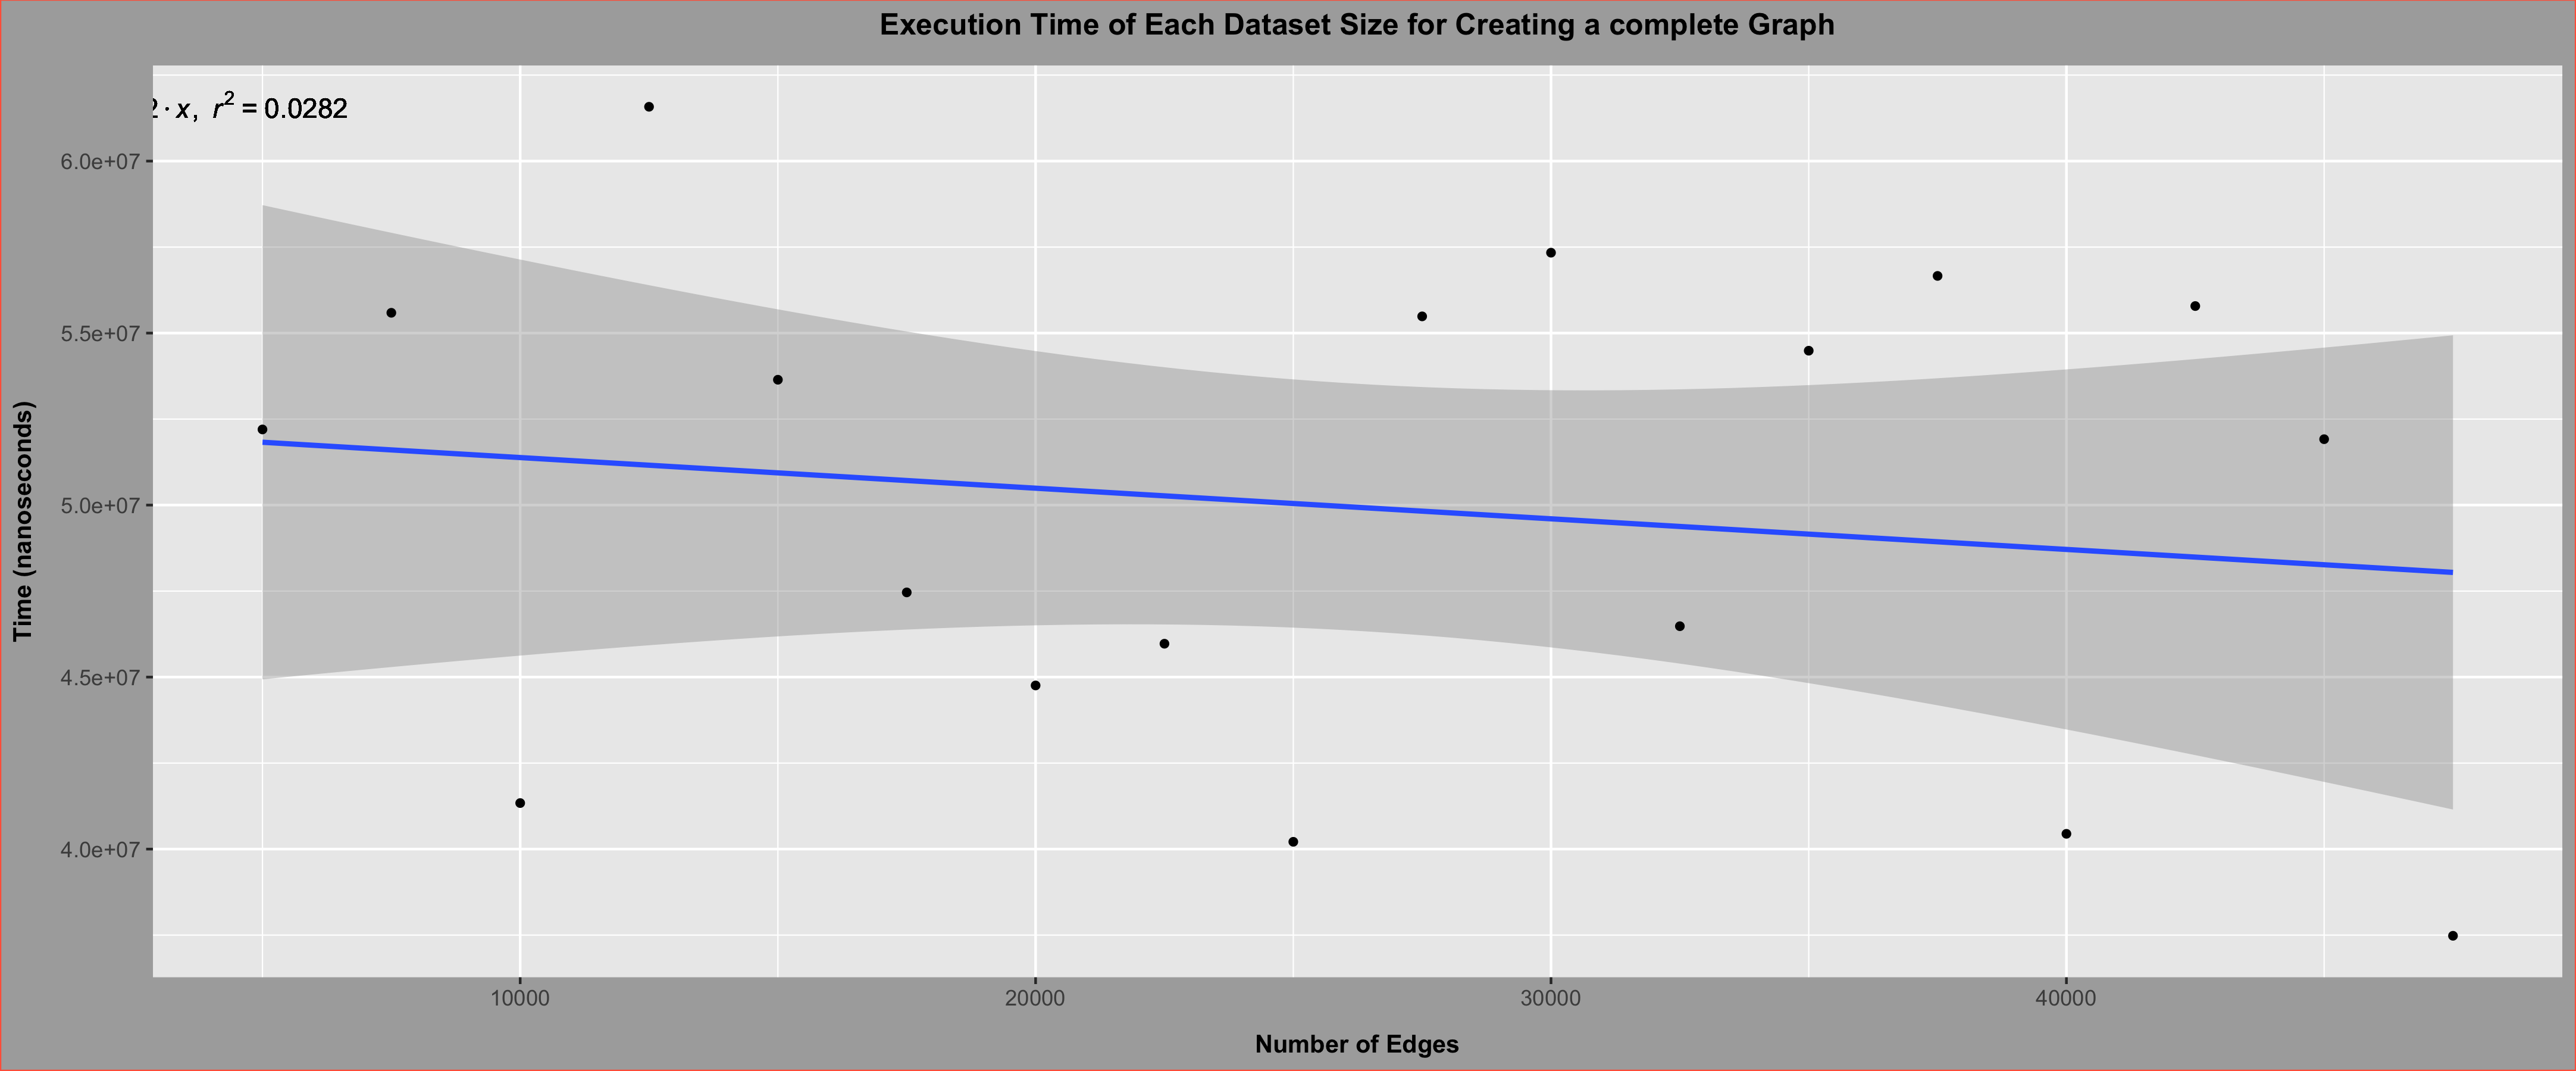 Execution Time of Each Dataset Size for Creating a complete Graph
2 · x, r² = 0.0282
6.0e+07
5.5e+07
5.0e+07
4.5e+07
4.0e+07
Time (nanoseconds)
10000 20000 30000 40000
Number of Edges